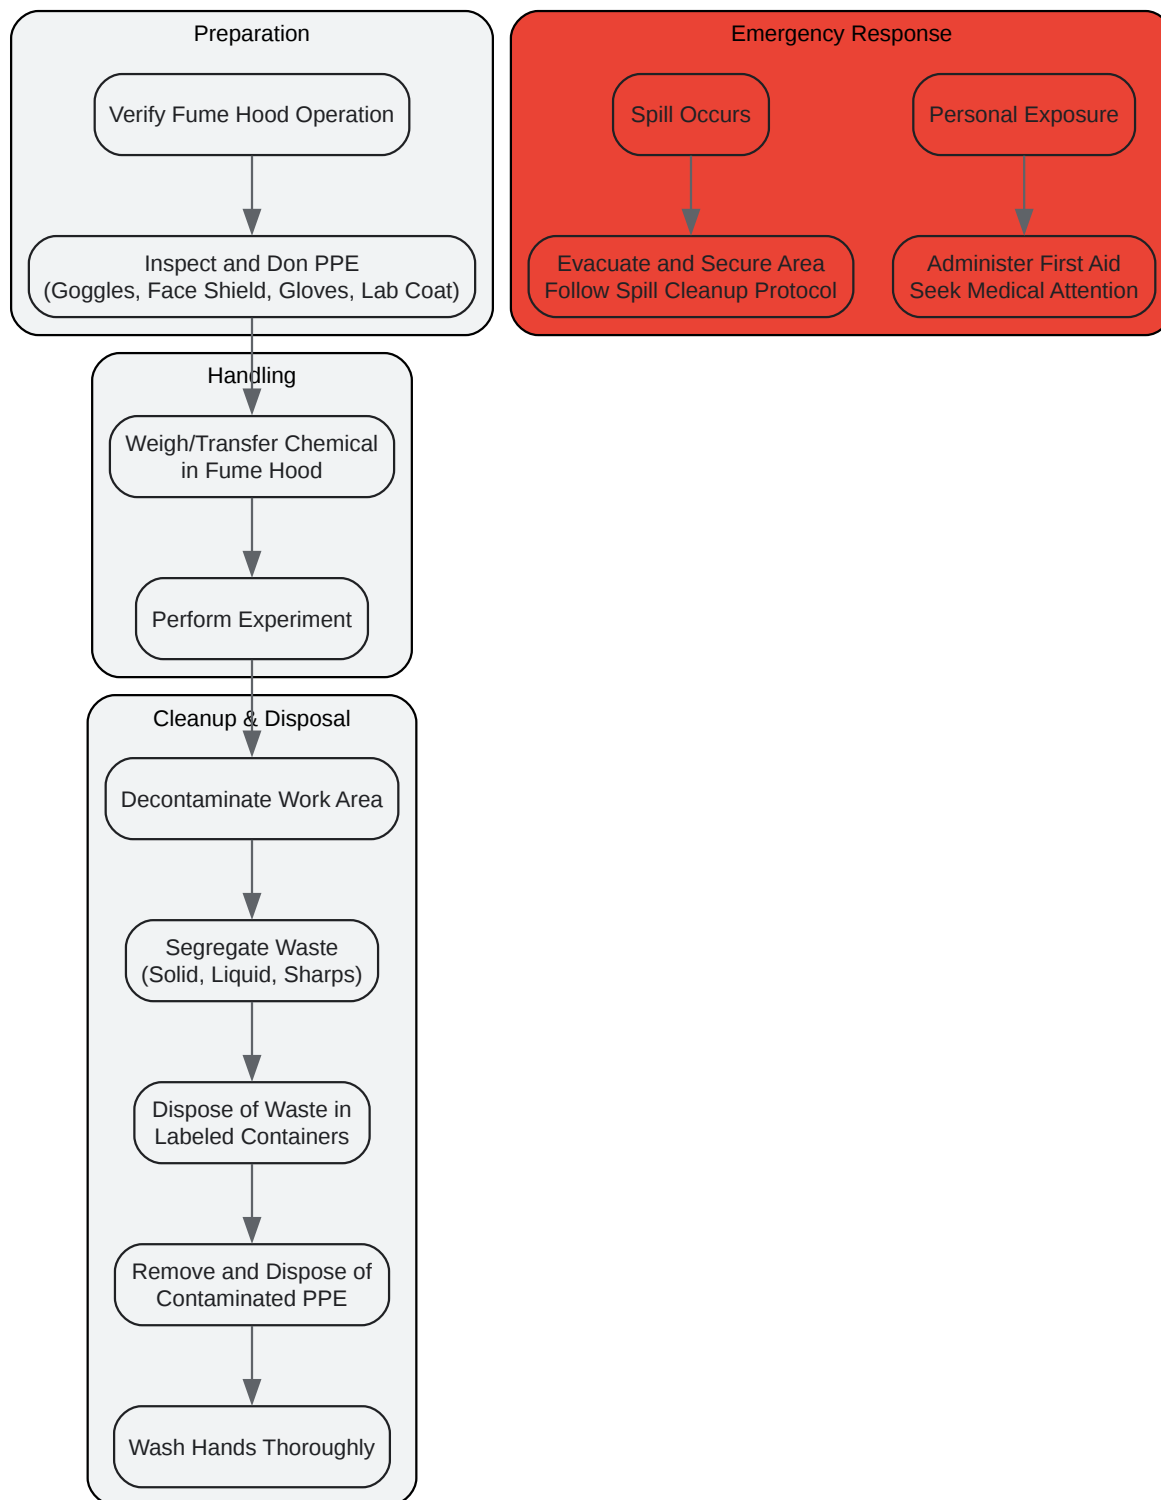 Preparation
Verify Fume Hood Operation
Inspect and Don PPE
(Goggles, Face Shield, Gloves, Lab Coat)
Handling
Weigh/Transfer Chemical
in Fume Hood
Perform Experiment
Cleanup & Disposal
Decontaminate Work Area
Segregate Waste
(Solid, Liquid, Sharps)
Dispose of Waste in
Labeled Containers
Remove and Dispose of
Contaminated PPE
Wash Hands Thoroughly
Emergency Response
Spill Occurs
Evacuate and Secure Area
Follow Spill Cleanup Protocol
Personal Exposure
Administer First Aid
Seek Medical Attention